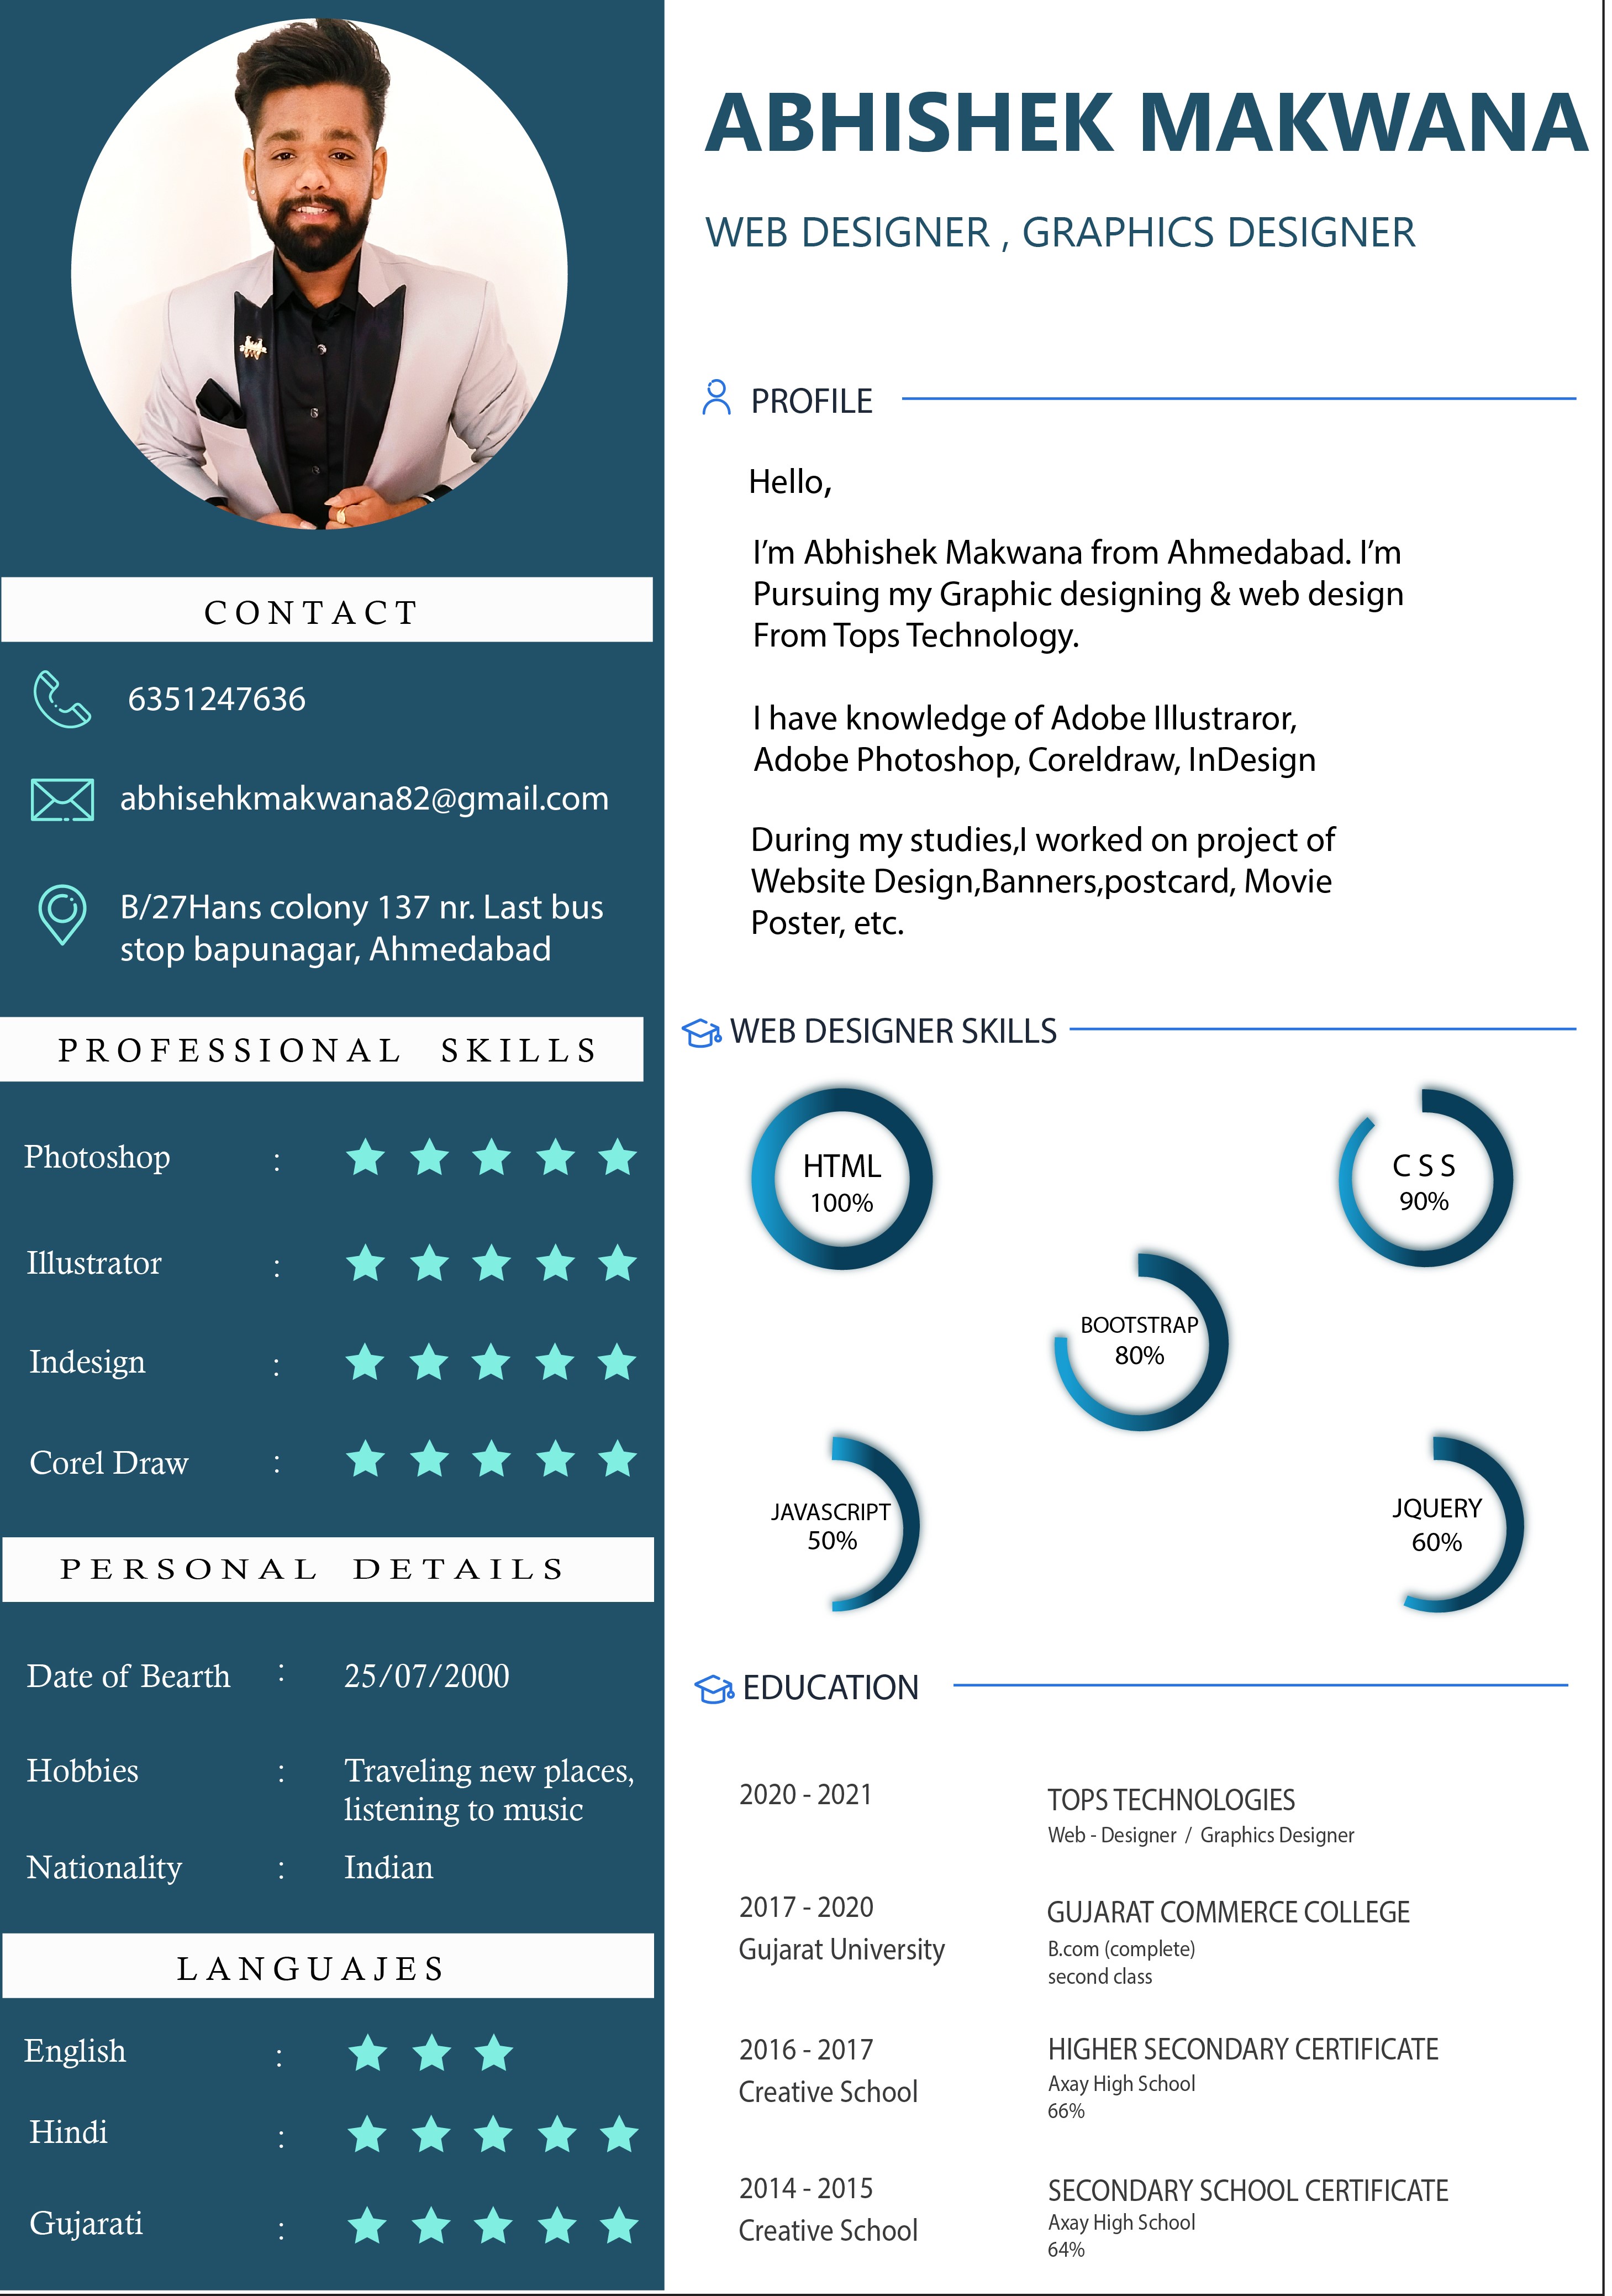 ABHISHEK MAKWANA
WEB DESIGNER , GRAPHICS DESIGNER
CONTACT
6351247636
abhisehkmakwana82@gmail.com
B/27Hans colony 137 nr. Last bus
stop bapunagar, Ahmedabad
PROFESSIONAL SKILLS
Photoshop :
Illustrator :
Indesign :
Corel Draw :
PERSONAL DETAILS
Date of Bearth : 25/07/2000
Hobbies : Traveling new places,
listening to music
Nationality : Indian
LANGUAJES
English :
Hindi :
Gujarati :
PROFILE
Hello,
I'm Abhishek Makwana from Ahmedabad. I'm
Pursuing my Graphic designing & web design
From Tops Technology.
I have knowledge of Adobe Illustraror,
Adobe Photoshop, Coreldraw, InDesign
During my studies,I worked on project of
Website Design,Banners,postcard, Movie
Poster, etc.
WEB DESIGNER SKILLS
HTML
100%
C S S
90%
BOOTSTRAP
80%
JAVASCRIPT
50%
JQUERY
60%
EDUCATION
2020 - 2021
TOPS TECHNOLOGIES
Web - Designer / Graphics Designer
2017 - 2020
Gujarat University
GUJARAT COMMERCE COLLEGE
B.com (complete)
second class
2016 - 2017
Creative School
HIGHER SECONDARY CERTIFICATE
Axay High School
66%
2014 - 2015
Creative School
SECONDARY SCHOOL CERTIFICATE
Axay High School
64%